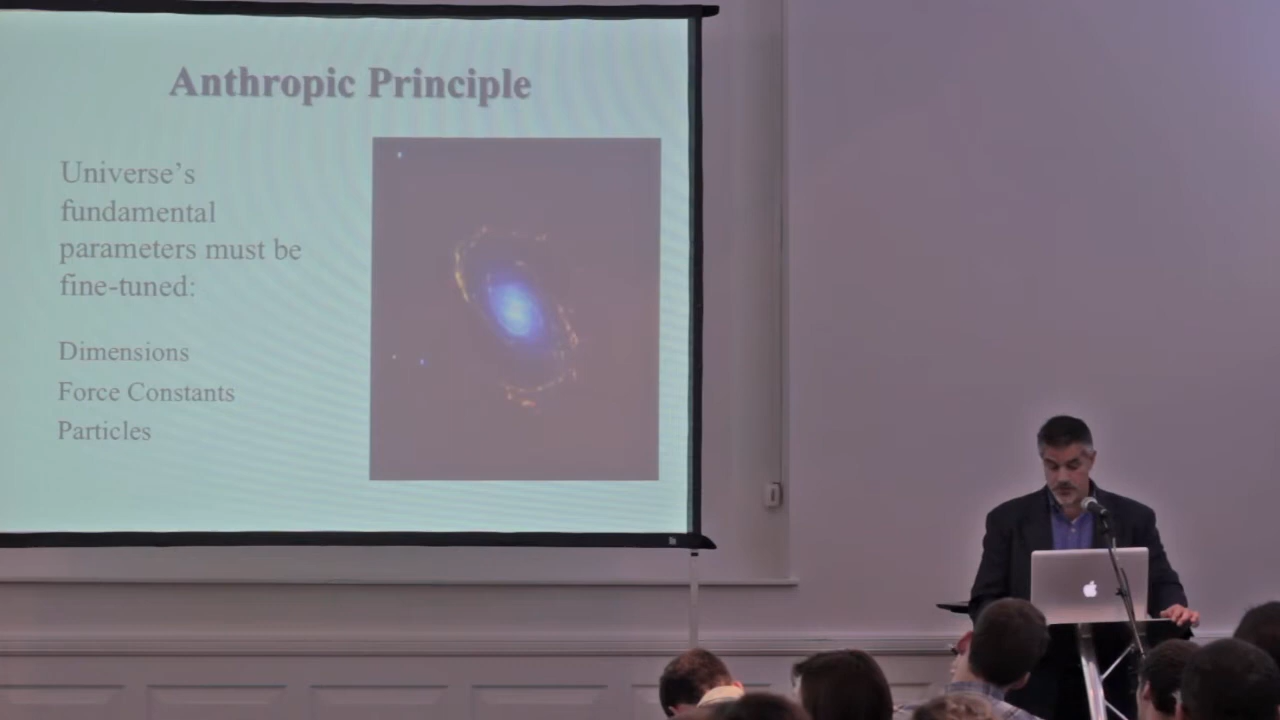 Anthropic Principle
Universe's
fundamental
parameters must be
fine-tuned:
Dimensions
Force Constants
Particles